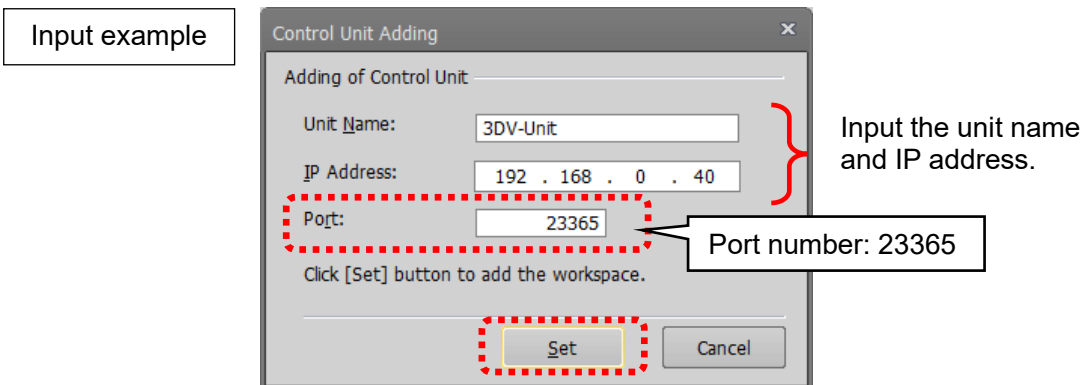 Input example
Control Unit Adding
Adding of Control Unit
Unit Name:
3DV-Unit
IP Address:
192 . 168 . 0 . 40
Input the unit name
and IP address.
Port:
23365
Port number: 23365
Click [Set] button to add the workspace.
Set
Cancel